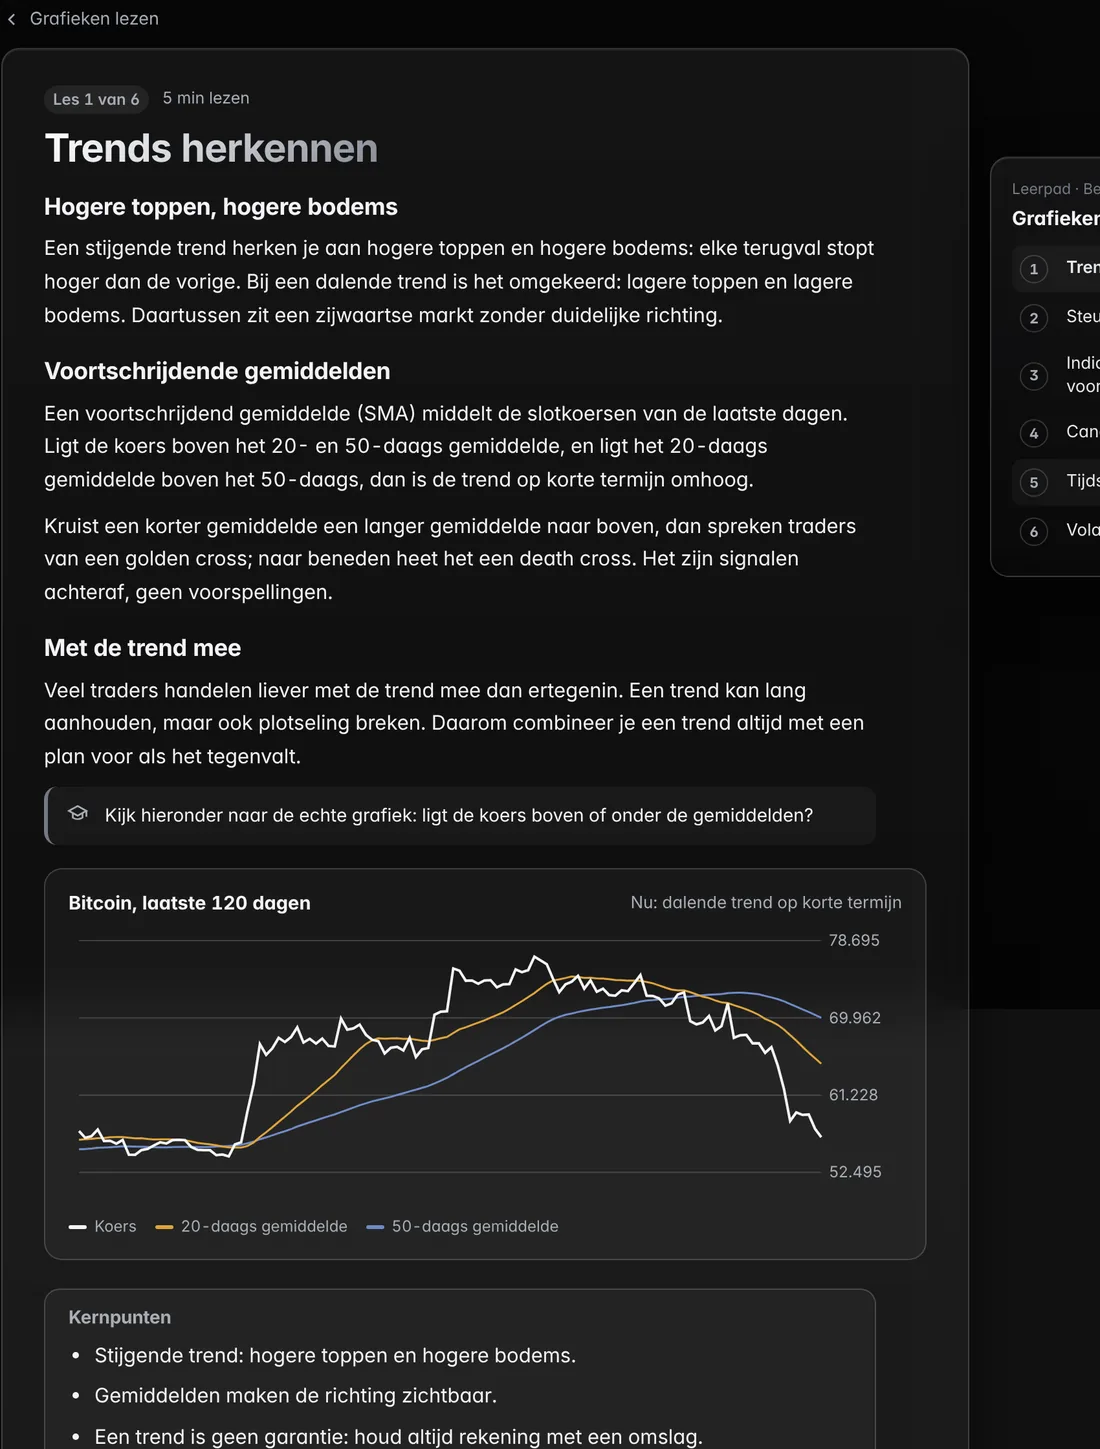 Grafieken lezen
Les 1 van 6
5 min lezen
Trends herkennen
Hogere toppen, hogere bodems
Een stijgende trend herken je aan hogere toppen en hogere bodems: elke terugval stopt
hoger dan de vorige. Bij een dalende trend is het omgekeerd: lagere toppen en lagere
bodems. Daartussen zit een zijwaartse markt zonder duidelijke richting.
Voortschrijdende gemiddelden
Een voortschrijdend gemiddelde (SMA) middelt de slotkoersen van de laatste dagen.
Ligt de koers boven het 20- en 50-daags gemiddelde, en ligt het 20-daags
gemiddelde boven het 50-daags, dan is de trend op korte termijn omhoog.
Kruist een korter gemiddelde een langer gemiddelde naar boven, dan spreken traders
van een golden cross; naar beneden heet het een death cross. Het zijn signalen
achteraf, geen voorspellingen.
Met de trend mee
Veel traders handelen liever met de trend mee dan ertegenin. Een trend kan lang
aanhouden, maar ook plotseling breken. Daarom combineer je een trend altijd met een
plan voor als het tegenvalt.
Kijk hieronder naar de echte grafiek: ligt de koers boven of onder de gemiddelden?
Bitcoin, laatste 120 dagen
Nu: dalende trend op korte termijn
78.695
69.962
61.228
52.495
Koers
20-daags gemiddelde
50-daags gemiddelde
Kernpunten
• Stijgende trend: hogere toppen en hogere bodems.
• Gemiddelden maken de richting zichtbaar.
• Een trend is geen garantie: houd altijd rekening met een omslag.
Leerpad · Be
Grafieken
1 Tren
2 Steu
3 Indic
voor
4 Can
5 Tijds
6 Vola